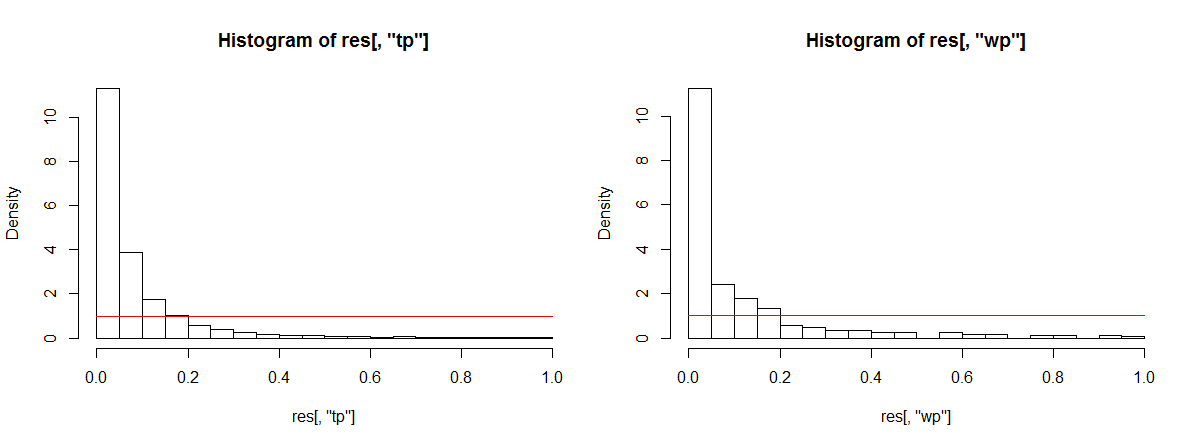 Histogram of res[, "tp"]
Density
0 2 4 6 8 10
0.0 0.2 0.4 0.6 0.8 1.0
res[, "tp"]
Histogram of res[, "wp"]
Density
0 2 4 6 8 10
0.0 0.2 0.4 0.6 0.8 1.0
res[, "wp"]